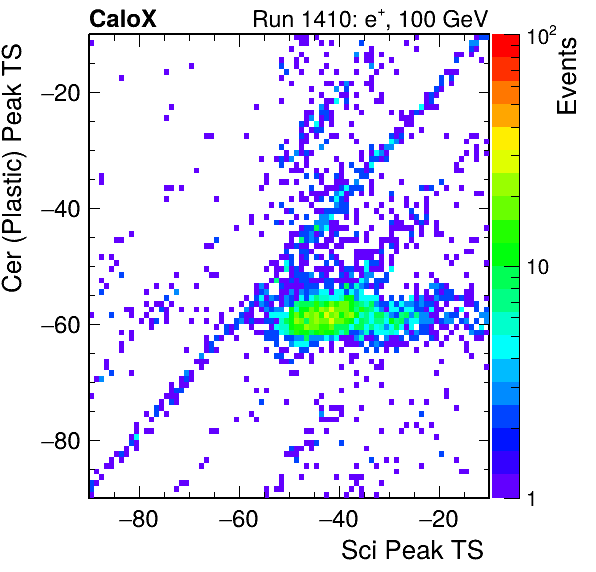 CaloX Run 1410: e⁺, 100 GeV
Cer (Plastic) Peak TS
−20
−40
−60
−80
−80 −60 −40 −20
Sci Peak TS
10²
10
1
Events